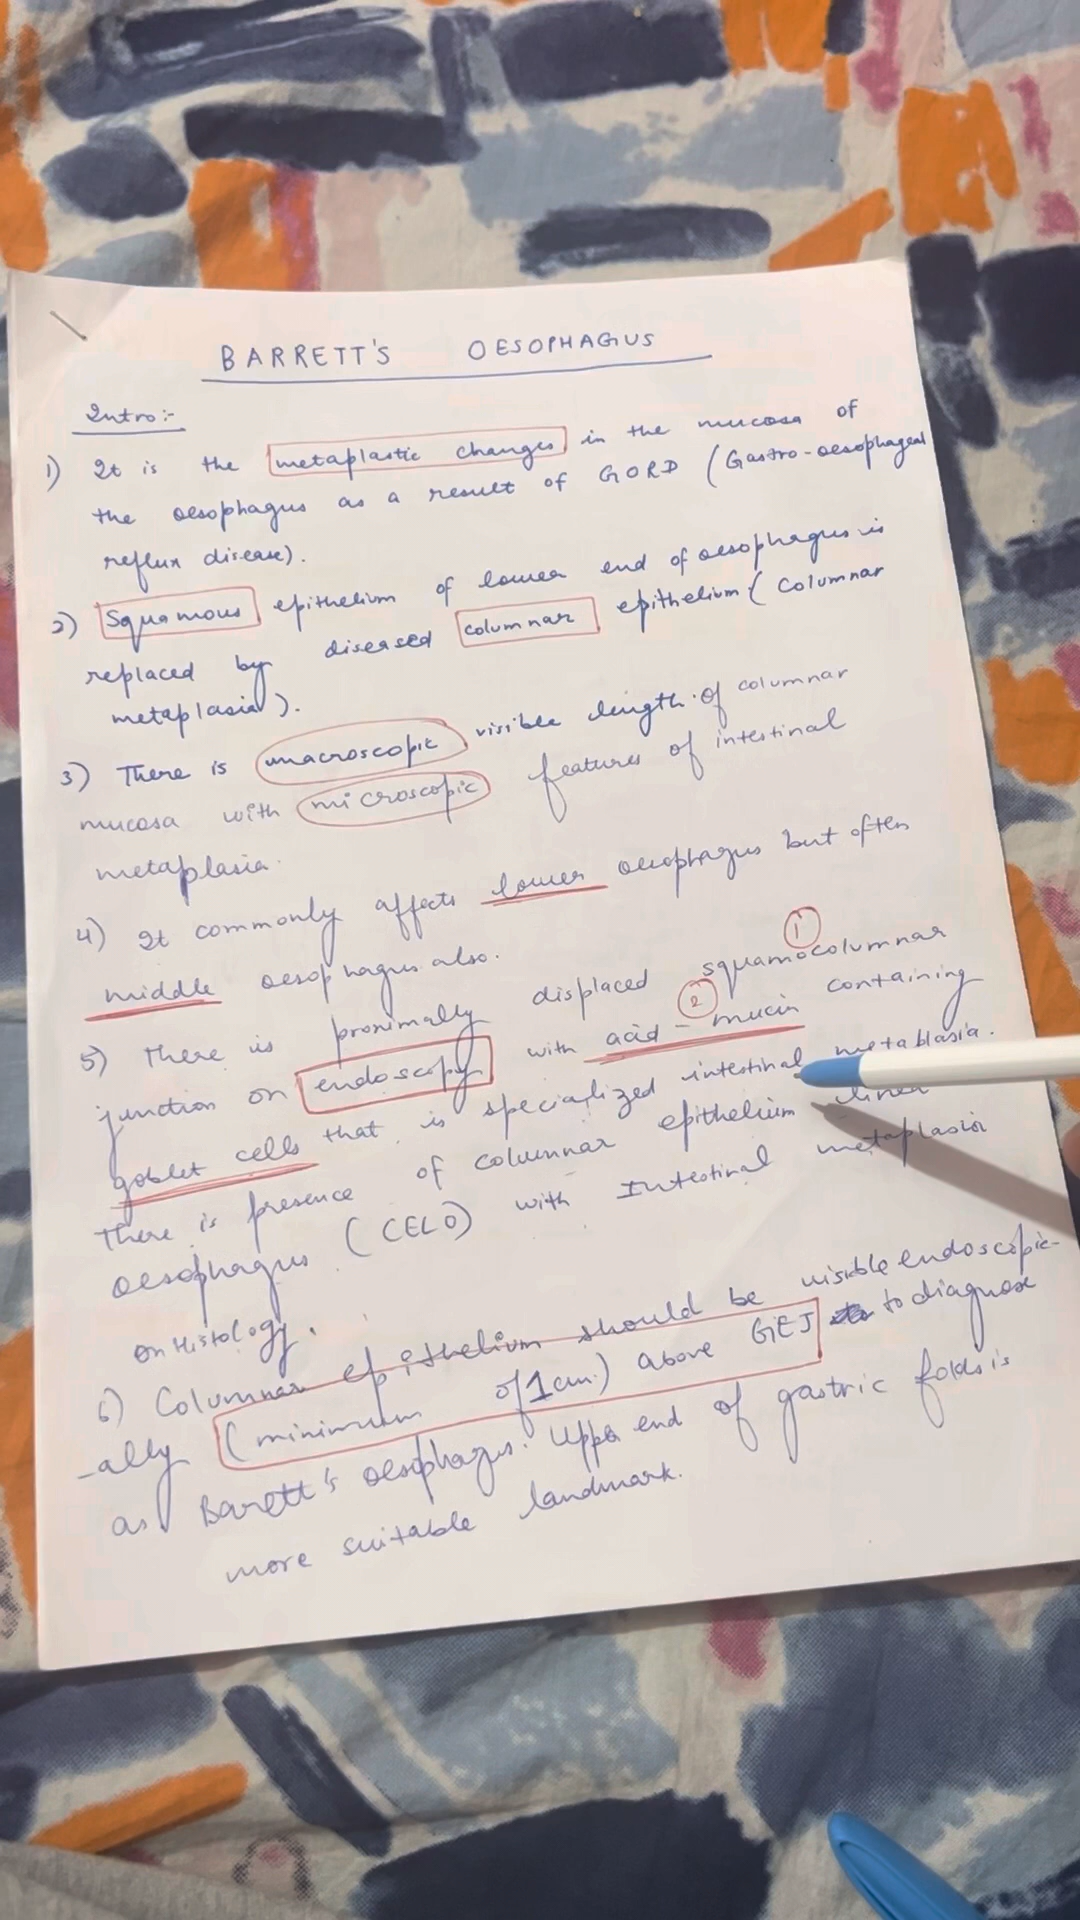 BARRETT'S OESOPHAGUS
Intro:-
1) It is the metaplastic changes in the mucosa of
the oesophagus as a result of GORD (Gastro-oesophageal
reflux disease).
2) Squamous epithelium of lower end of oesophagus is
replaced by diseased columnar epithelium (columnar
metaplasia).
3) There is macroscopic visible length of columnar
mucosa with microscopic features of intestinal
metaplasia.
4) It commonly affects lower oesophagus but often
middle oesophagus also.
1
5) There is proximally displaced squamocolumnar
2
junction on endoscopy with acid-mucin containing
goblet cells that is specialized intestinal metaplasia.
There is presence of columnar epithelium lined
oesophagus (CELO) with Intestinal metaplasia
on Histology.
6) Columnar epithelium should be visible endoscopic-
-ally (minimum of 1cm) above GEJ to diagnose
as Barett's oesophagus. Upper end of gastric folds is
more suitable landmark.